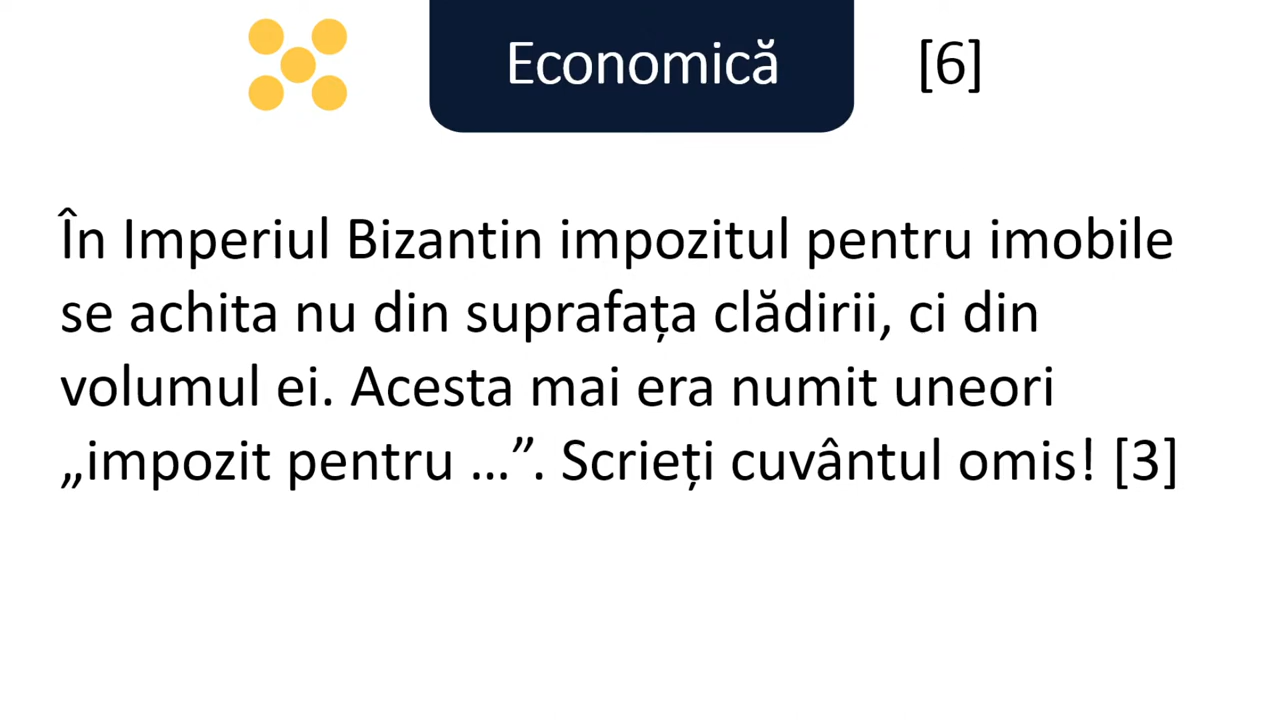 Economică
[6]
În Imperiul Bizantin impozitul pentru imobile
se achita nu din suprafața clădirii, ci din
volumul ei. Acesta mai era numit uneori
„impozit pentru …”. Scrieți cuvântul omis! [3]